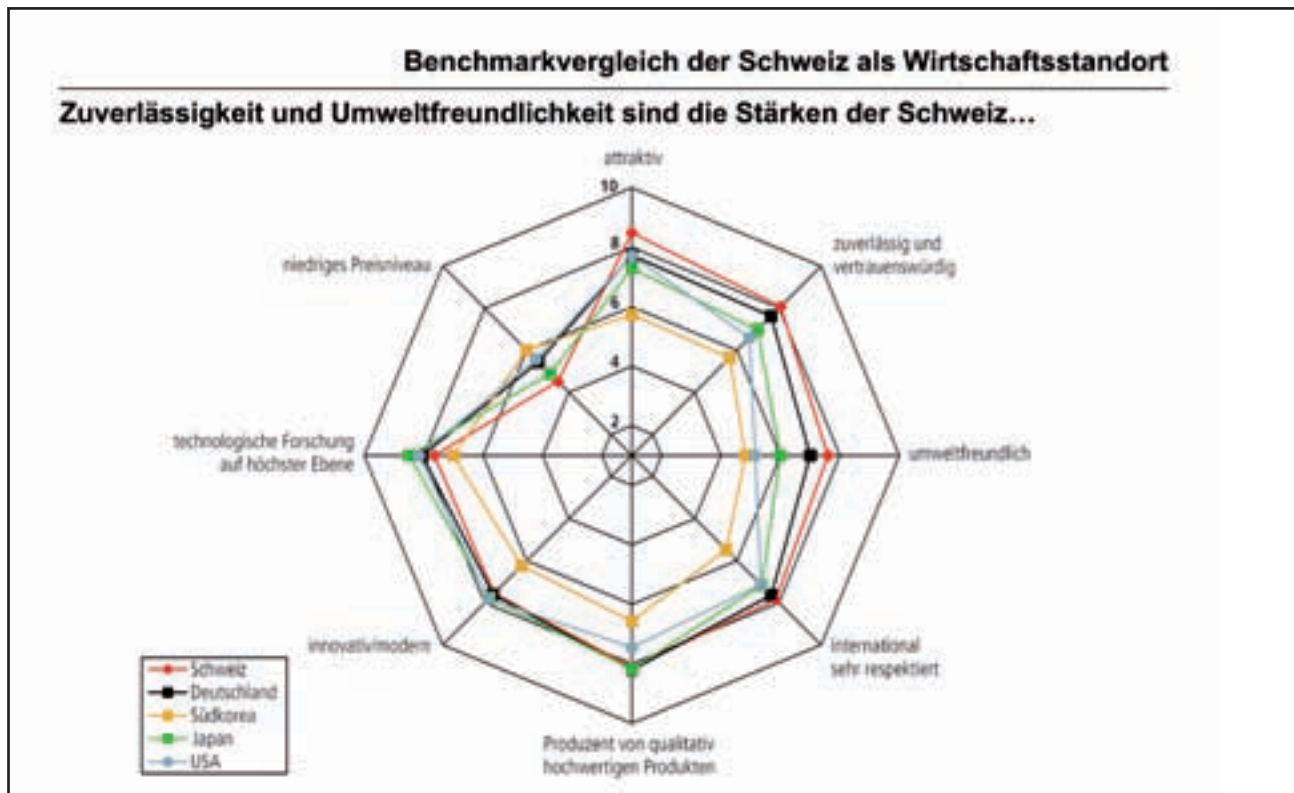 Benchmarkvergleich der Schweiz als Wirtschaftsstandort
Zuverlässigkeit und Umweltfreundlichkeit sind die Stärken der Schweiz…
attraktiv
10
8
6
4
2
zuverlässig und
vertrauenswürdig
niedriges Preisniveau
technologische Forschung
auf höchster Ebene
umweltfreundlich
innovativ/modern
international
sehr respektiert
Produzent von qualitativ
hochwertigen Produkten
Schweiz
Deutschland
Südkorea
Japan
USA